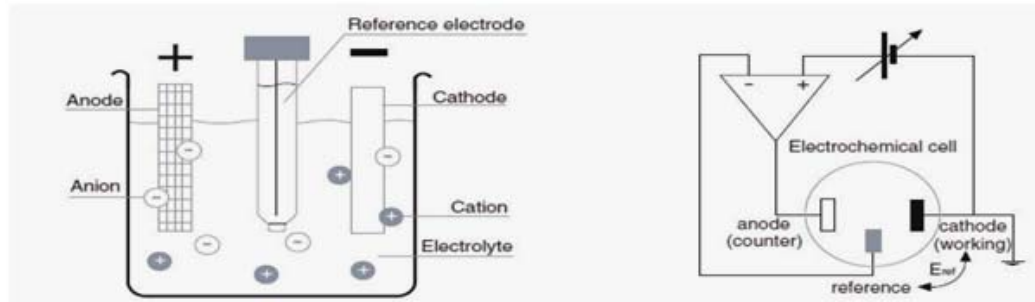 Reference electrode
+
−
Anode
Cathode
−
−
Anion
−
+
+
Cation
−
−
Electrolyte
+
+
+
- +
Electrochemical cell
anode
(counter)
cathode
(working)
Eref
reference